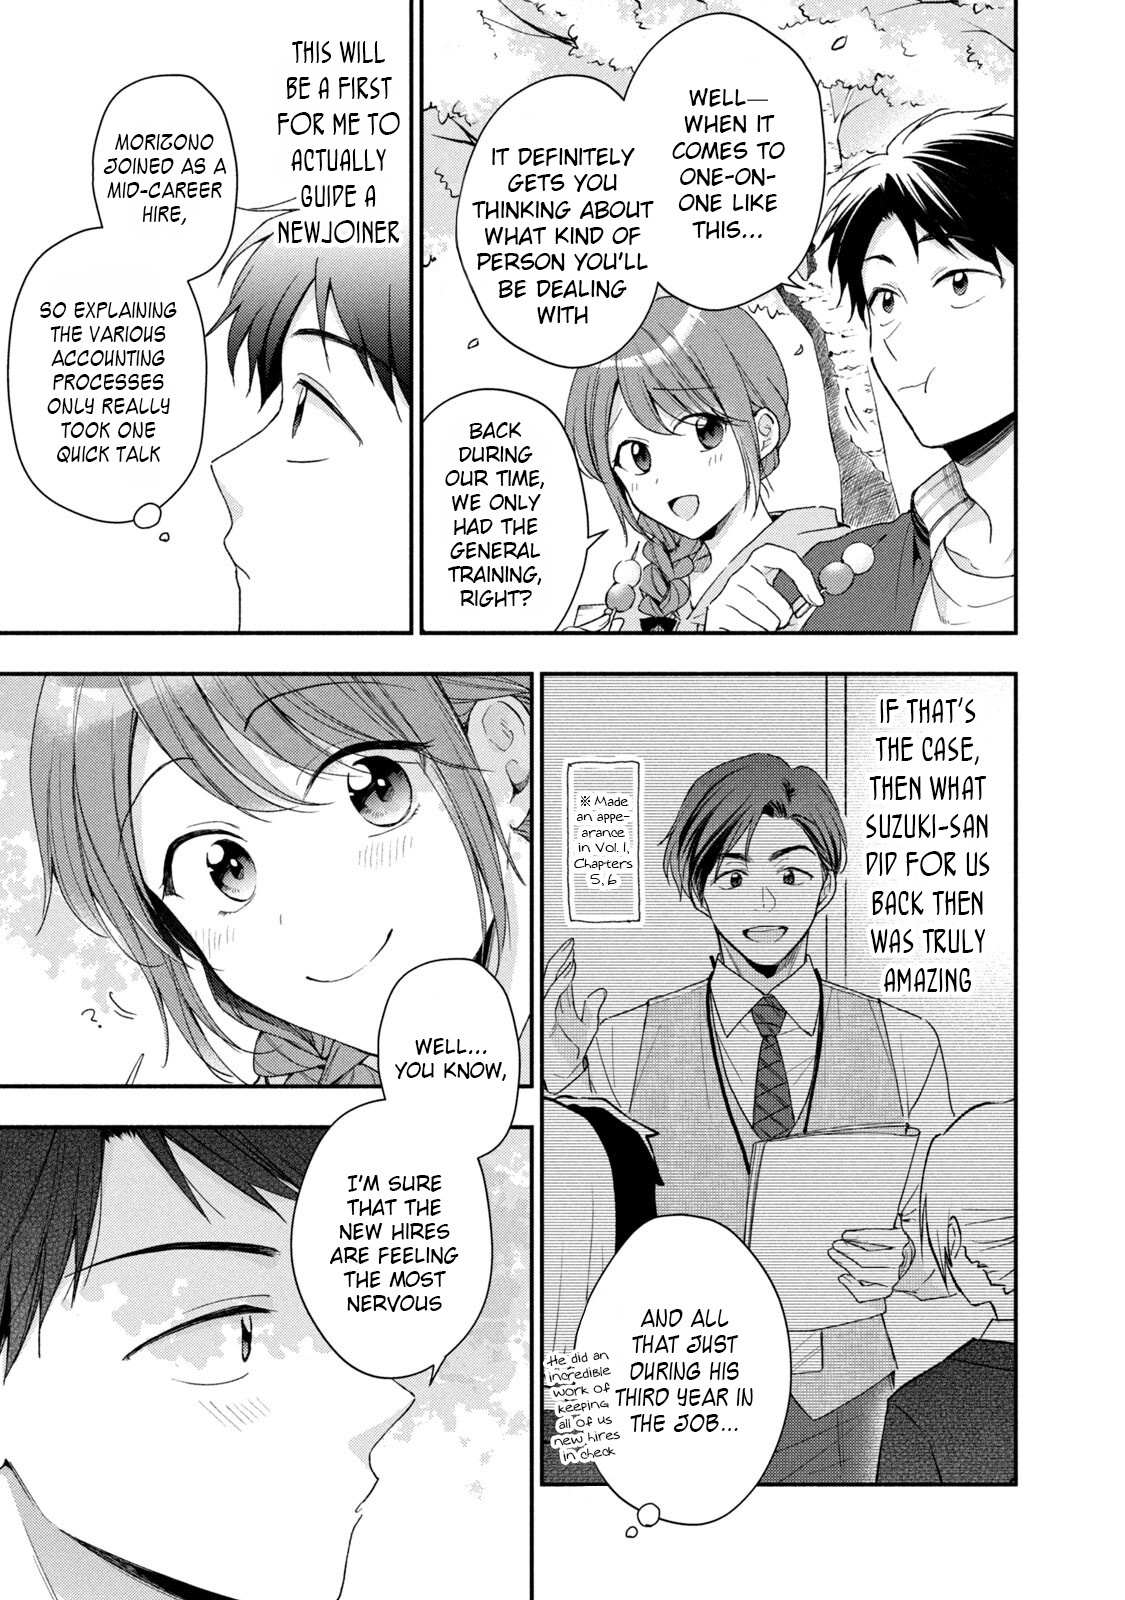 WELL—
WHEN IT
COMES TO
ONE-ON-
ONE LIKE
THIS...
IT DEFINITELY
GETS YOU
THINKING ABOUT
WHAT KIND OF
PERSON YOU'LL
BE DEALING
WITH
BACK
DURING
OUR TIME,
WE ONLY
HAD THE
GENERAL
TRAINING,
RIGHT?
THIS WILL
BE A FIRST
FOR ME TO
ACTUALLY
GUIDE A
NEWJOINER
MORIZONO
JOINED AS A
MID-CAREER
HIRE,
SO EXPLAINING
THE VARIOUS
ACCOUNTING
PROCESSES
ONLY REALLY
TOOK ONE
QUICK TALK
IF THAT'S
THE CASE,
THEN WHAT
SUZUKI-SAN
DID FOR US
BACK THEN
WAS TRULY
AMAZING
※ Made
an appe-
arance
in Vol. 1,
Chapters
5, 6
AND ALL
THAT JUST
DURING HIS
THIRD YEAR IN
THE JOB...
He did an
incredible
work of
keeping
all of us
new hires
in check
WELL...
YOU KNOW,
I'M SURE
THAT THE
NEW HIRES
ARE FEELING
THE MOST
NERVOUS